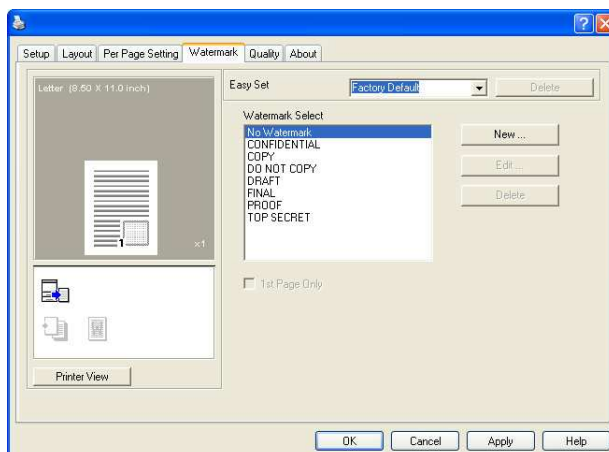 Setup Layout Per Page Setting Watermark Quality About
Letter (8.50 X 11.0 inch)
Easy Set Factory Default Delete
Watermark Select
No Watermark
CONFIDENTIAL
COPY
DO NOT COPY
DRAFT
FINAL
PROOF
TOP SECRET
New ...
Edit ...
Delete
1
x1
1st Page Only
Printer View
OK Cancel Apply Help